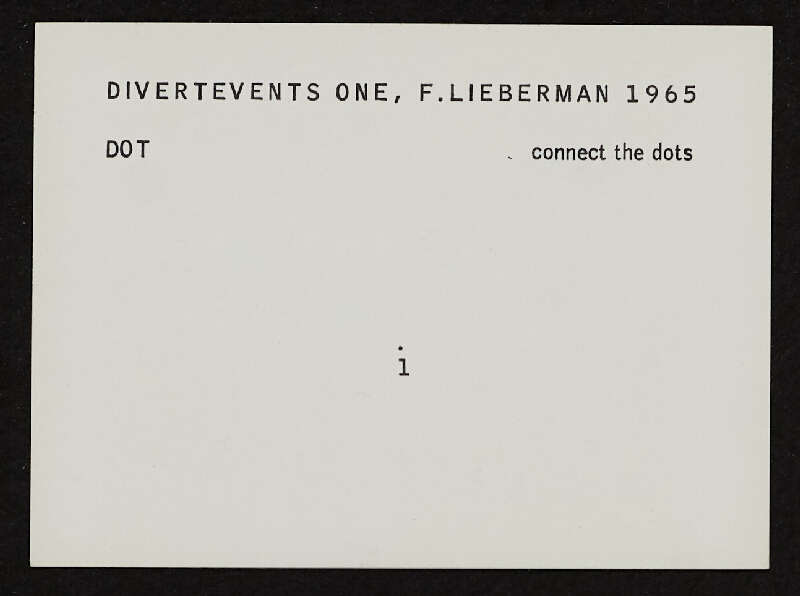 DIVERTEVENTS ONE, F.LIEBERMAN 1965
DOT connect the dots
i